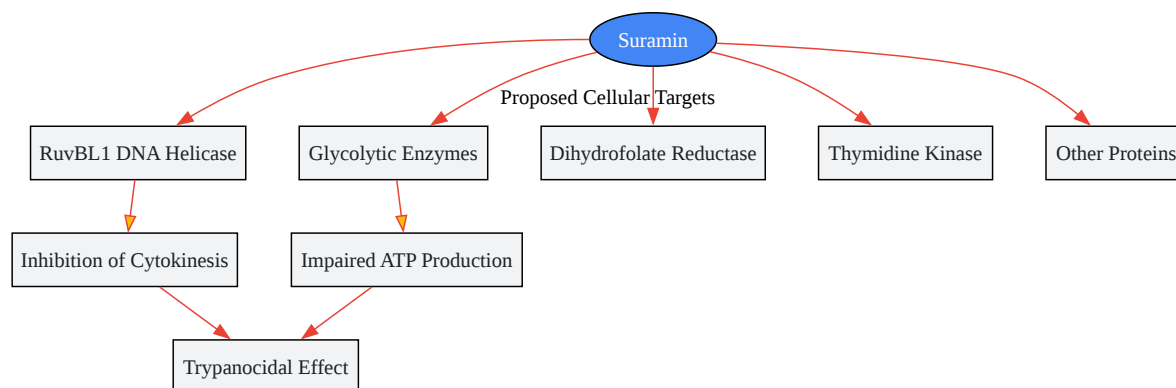 Suramin
Proposed Cellular Targets
RuvBL1 DNA Helicase
Glycolytic Enzymes
Dihydrofolate Reductase
Thymidine Kinase
Other Proteins
Inhibition of Cytokinesis
Impaired ATP Production
Trypanocidal Effect